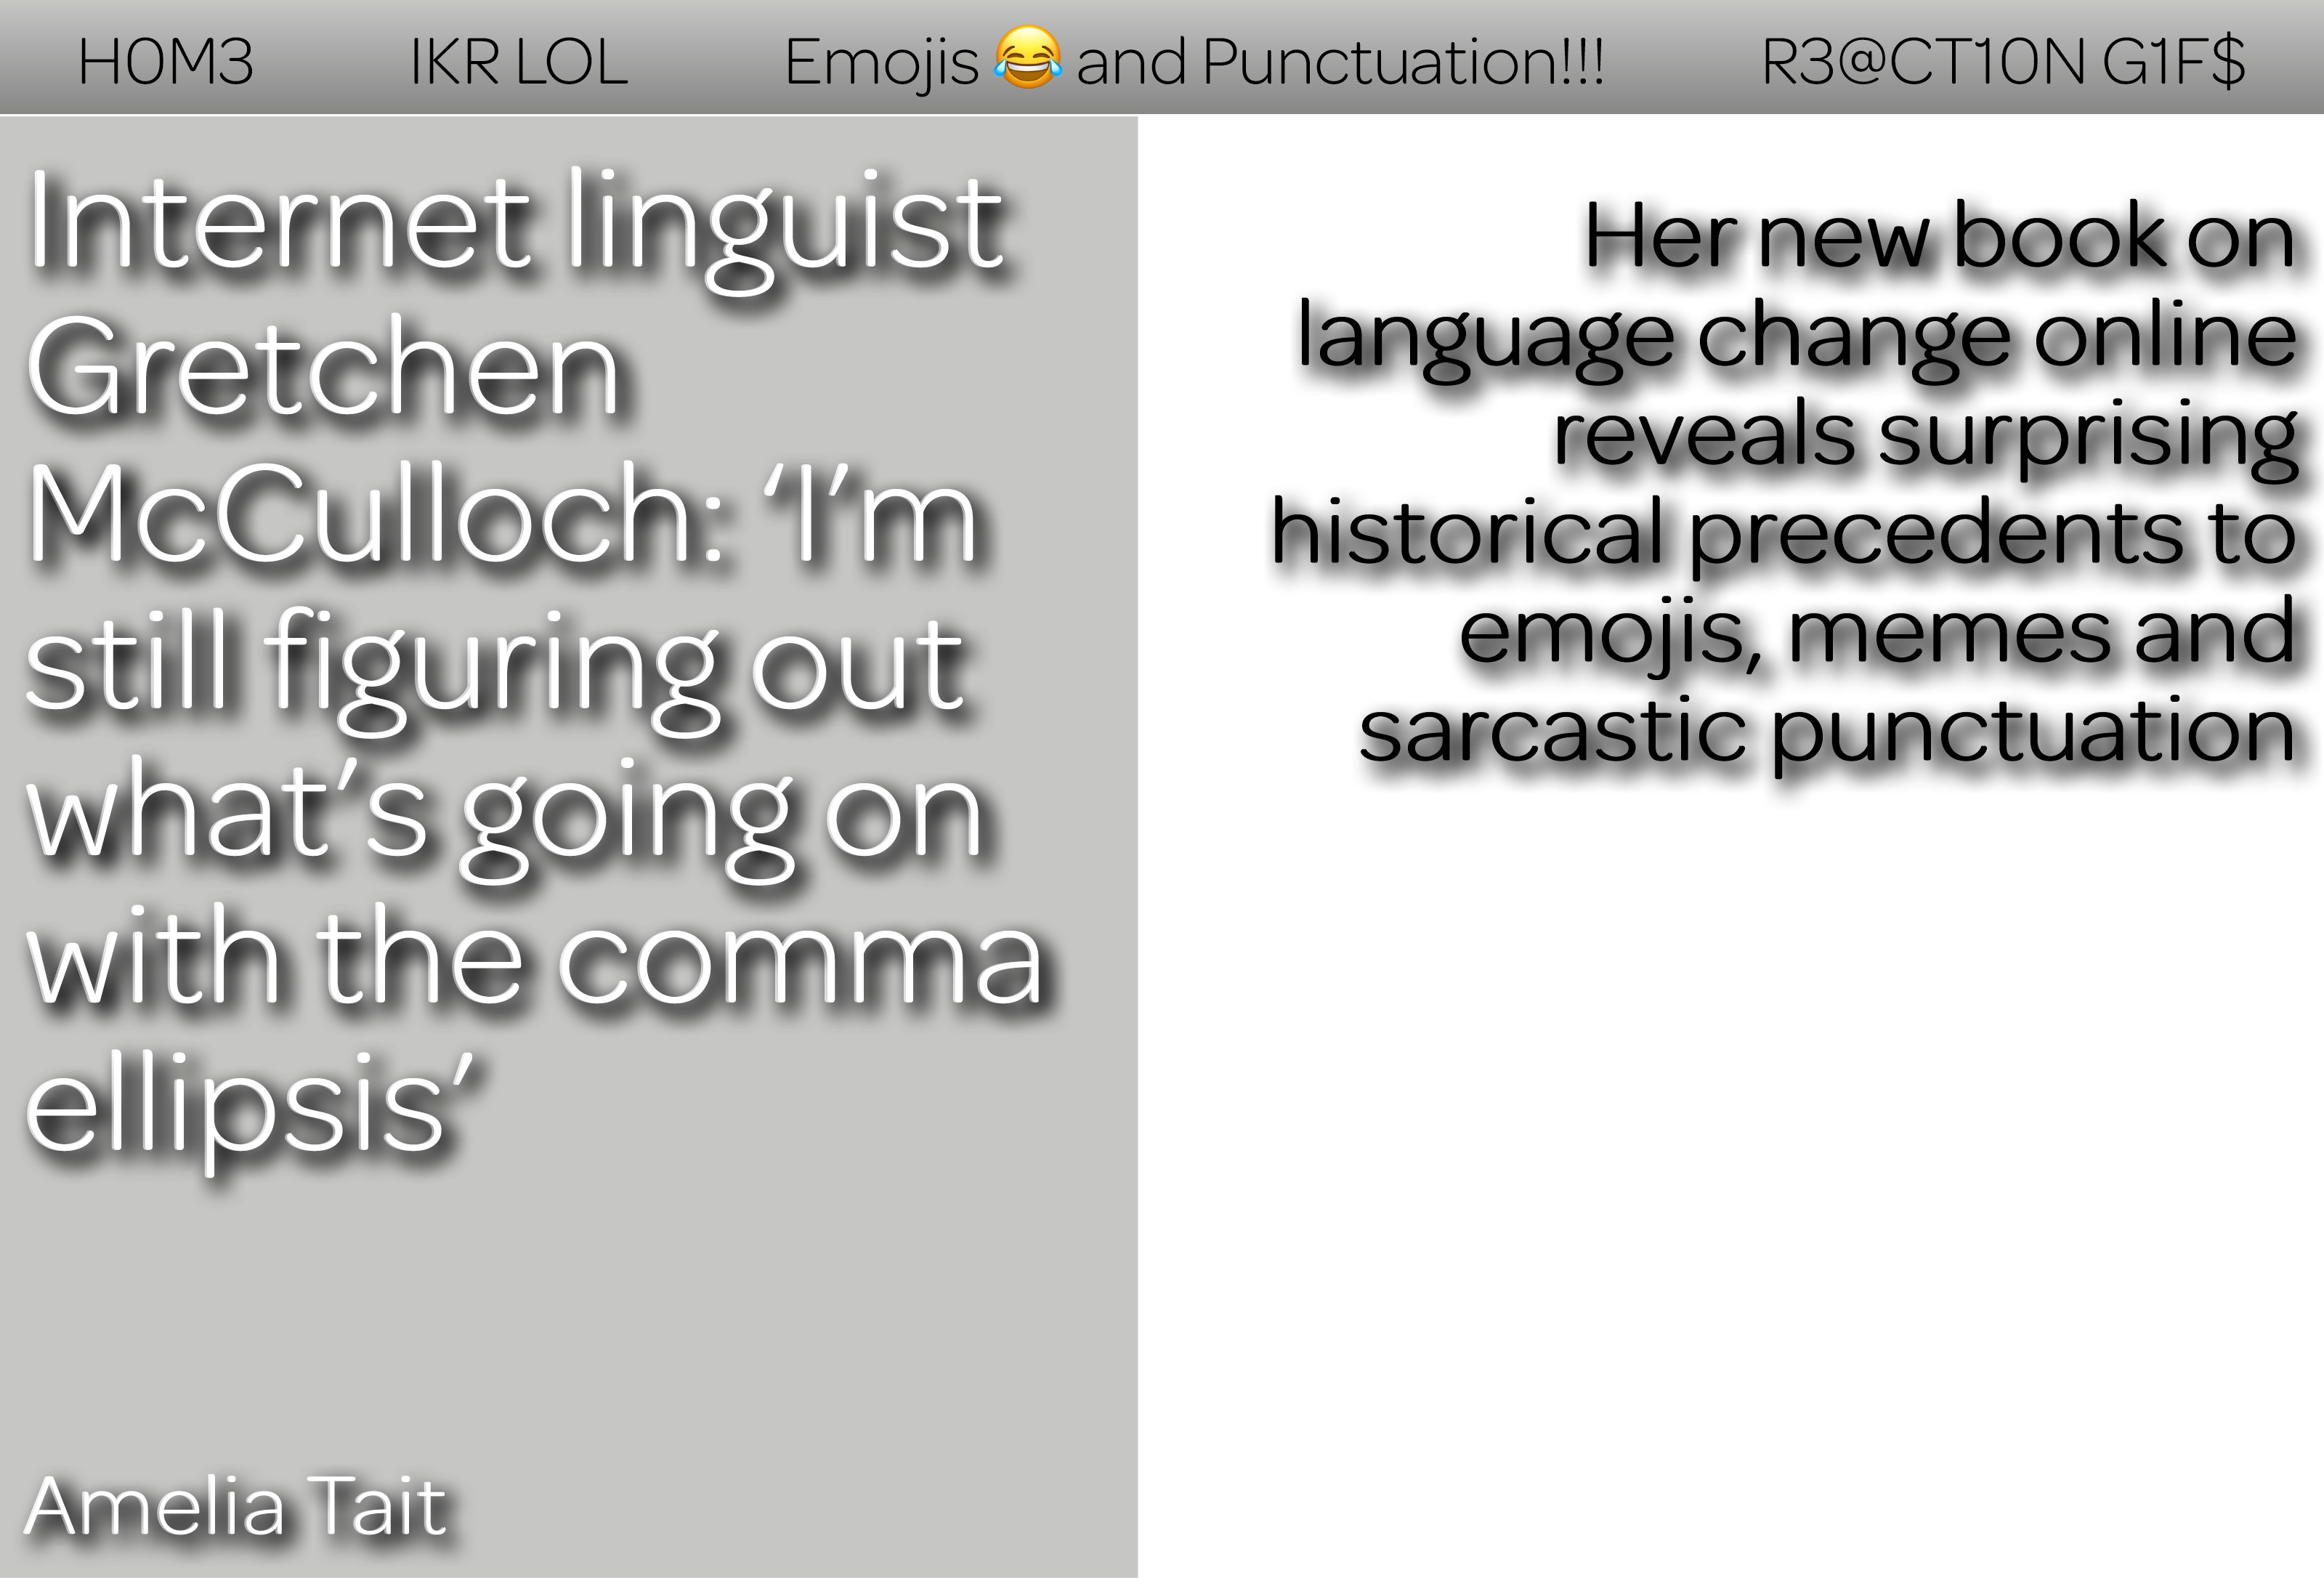 H0M3
IKR LOL
Emojis 😂 and Punctuation!!!
R3@CT10N G1F$
Internet linguist
Gretchen
McCulloch: ‘I’m
still figuring out
what’s going on
with the comma
ellipsis’
Amelia Tait
Her new book on
language change online
reveals surprising
historical precedents to
emojis, memes and
sarcastic punctuation